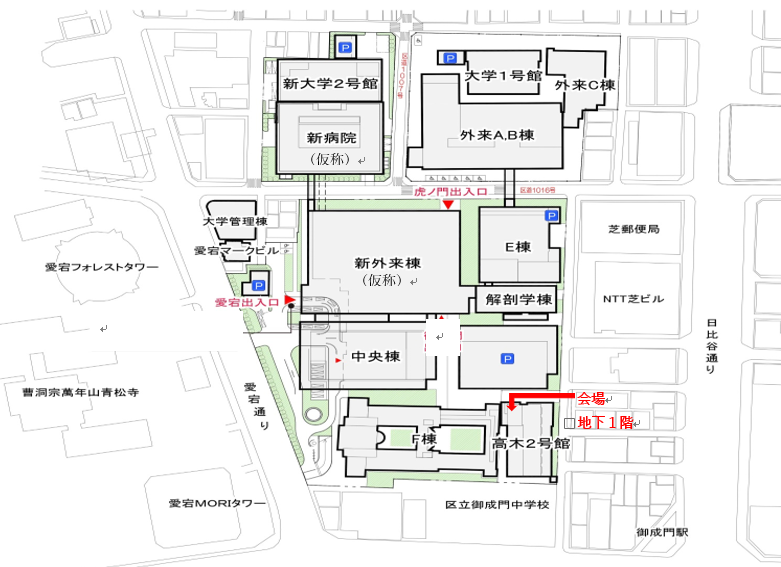 P
P
区道1007号
新大学2号館
大学1号館
外来C棟
新病院
(仮称)
外来A,B棟
虎ノ門出入口
区道1016号
大学管理棟
P
芝郵便局
愛宕マークビル
E棟
愛宕フォレストタワー
新外来棟
(仮称)
P
愛宕出入口
解剖学棟
NTT芝ビル
日比谷通り
中央棟
P
曹洞宗萬年山青松寺
愛宕通り
会場
地下1階
F棟
高木2号館
愛宕MORIタワー
区立御成門中学校
御成門駅